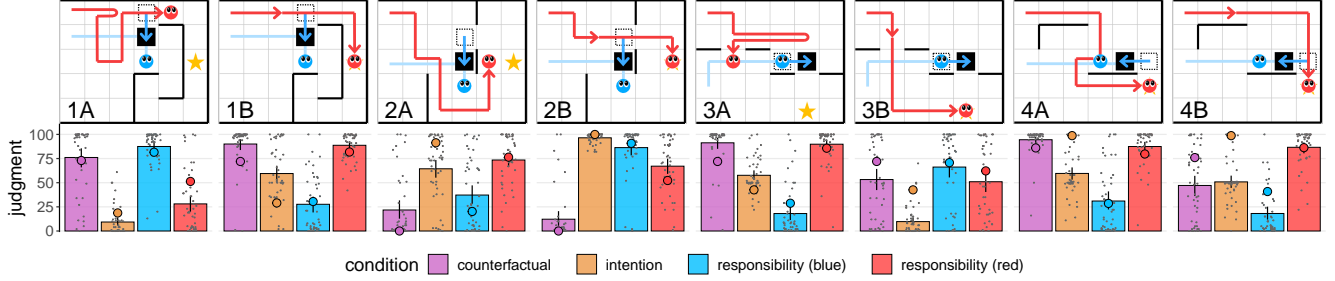 1A 1B 2A 2B 3A 3B 4A 4B
judgment
100
75
50
25
0
condition counterfactual intention responsibility (blue) responsibility (red)